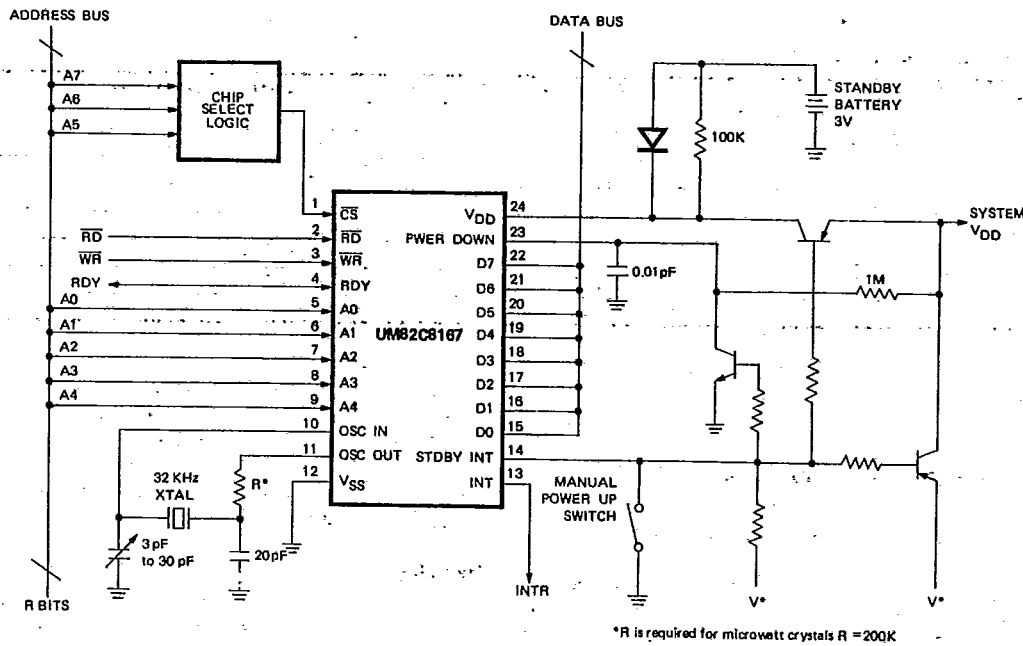 ADDRESS BUS
DATA BUS
A7
A6
A5
CHIP
SELECT
LOGIC
STANDBY
BATTERY
3V
100K
1
CS
VDD
24
SYSTEM
VDD
RD
2
RD
PWER DOWN
23
WR
3
WR
D7
22
0.01pF
RDY
4
RDY
D6
21
1M
A0
5
A0
D5
20
A1
6
A1
UM82C8167
D4
19
A2
7
A2
D3
18
A3
8
A3
D2
17
A4
9
A4
D1
16
10
OSC IN
D0
15
11
OSC OUT
STDBY INT
14
12
VSS
INT
13
32 KHz
XTAL
R*
MANUAL
POWER UP
SWITCH
3pF
to 30 pF
20pF
R BITS
INTR
V*
V*
*R is required for microwatt crystals R = 200K